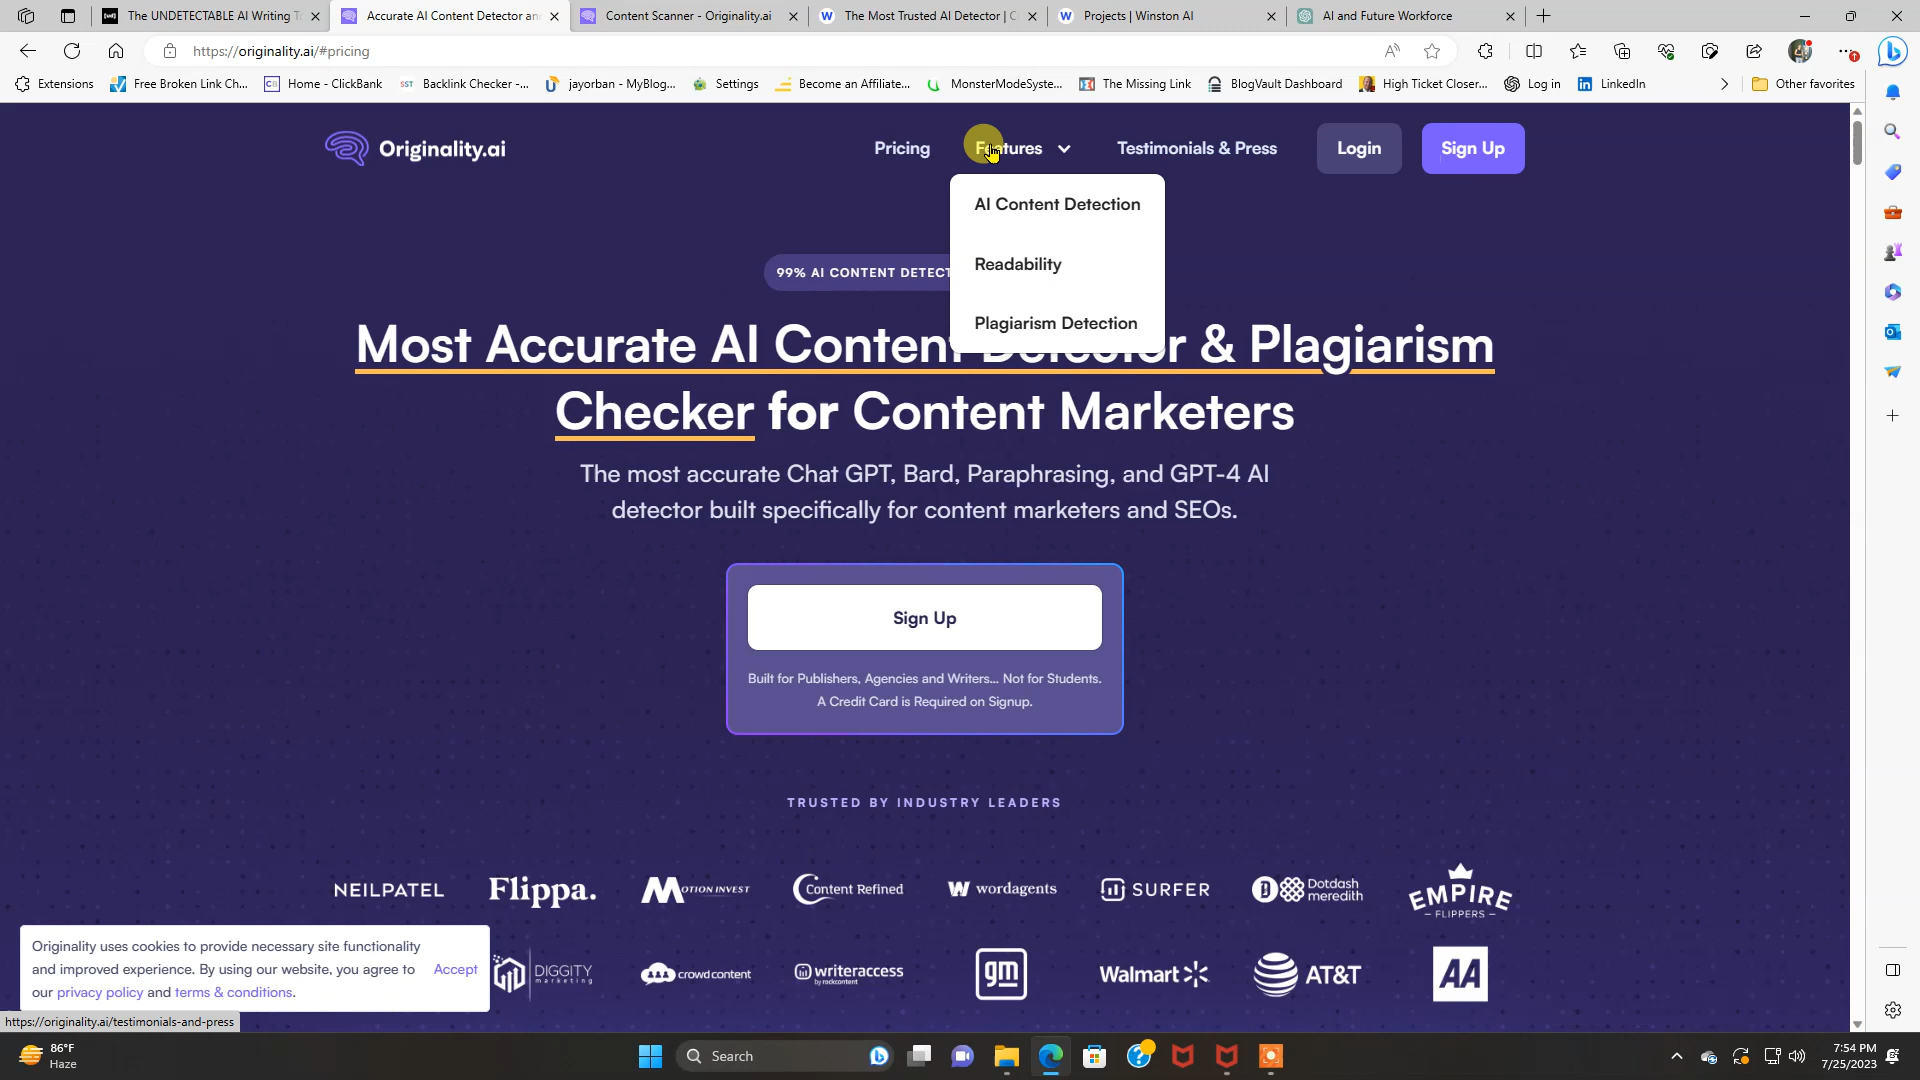 The UNDETECTABLE AI Writing T
Accurate AI Content Detector an
Content Scanner - Originality.ai
The Most Trusted AI Detector | C
Projects | Winston AI
AI and Future Workforce
https://originality.ai/#pricing
Extensions
Free Broken Link Ch...
Home - ClickBank
SST Backlink Checker -...
jayorban - MyBlog...
Settings
Become an Affiliate...
MonsterModeSyste...
The Missing Link
BlogVault Dashboard
High Ticket Closer...
Log in
LinkedIn
Other favorites
Originality.ai
Pricing
Features
Testimonials & Press
Login
Sign Up
AI Content Detection
Readability
Plagiarism Detection
99% AI CONTENT DETECT
Most Accurate AI Content Detector & Plagiarism
Checker for Content Marketers
The most accurate Chat GPT, Bard, Paraphrasing, and GPT-4 AI
detector built specifically for content marketers and SEOs.
Sign Up
Built for Publishers, Agencies and Writers... Not for Students.
A Credit Card is Required on Signup.
TRUSTED BY INDUSTRY LEADERS
NEILPATEL
Flippa.
MOTION INVEST
Content Refined
wordagents
SURFER
Dotdash
meredith
EMPIRE
FLIPPERS
DIGGITY
marketing
crowdcontent
writeraccess
by rockcontent
gm
Walmart
AT&T
AA
Originality uses cookies to provide necessary site functionality
and improved experience. By using our website, you agree to
our privacy policy and terms & conditions.
Accept
https://originality.ai/testimonials-and-press
86°F
Haze
Search
7:54 PM
7/25/2023